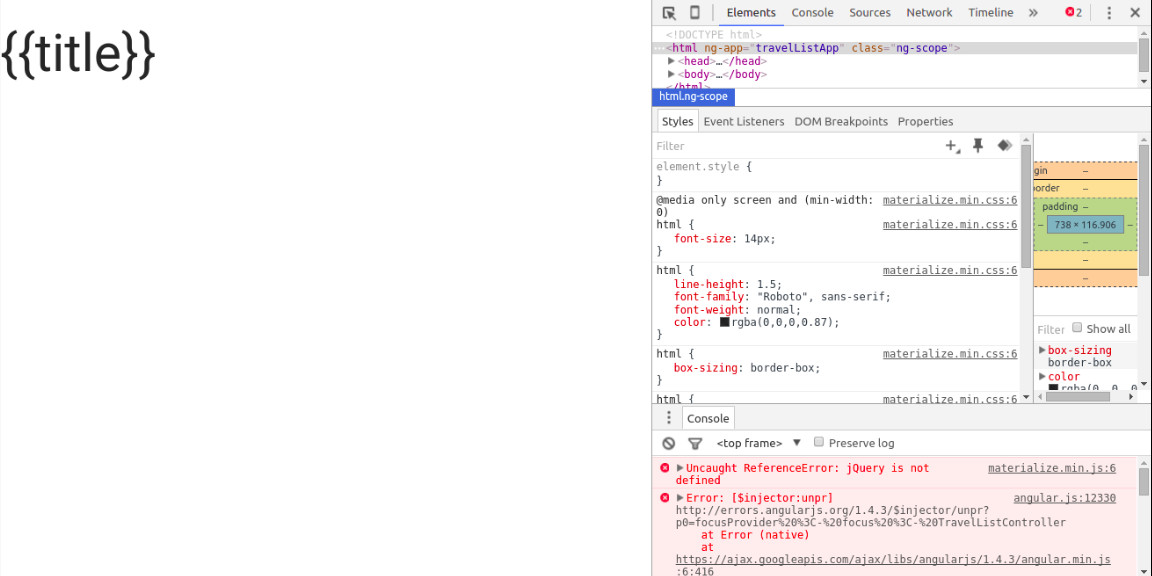 {{title}}
Elements Console Sources Network Timeline » 2
<!DOCTYPE html>
…<html ng-app="travelListApp" class="ng-scope">
<head>…</head>
<body>…</body>
</html>
html.ng-scope
Styles Event Listeners DOM Breakpoints Properties
Filter
element.style {
}
@media only screen and (min-width: materialize.min.css:6
0)
html { materialize.min.css:6
font-size: 14px;
}
html { materialize.min.css:6
line-height: 1.5;
font-family: "Roboto", sans-serif;
font-weight: normal;
color: rgba(0,0,0,0.87);
}
html { materialize.min.css:6
box-sizing: border-box;
}
html { materialize.min.css:6
gin –
order –
padding –
– 738 × 116.906 –
–
–
–
Filter Show all
box-sizing
border-box
color
rgba(0, 0, 0
Console
<top frame> ▼ Preserve log
Uncaught ReferenceError: jQuery is not materialize.min.js:6
defined
Error: [$injector:unpr] angular.js:12330
http://errors.angularjs.org/1.4.3/$injector/unpr?
p0=focusProvider%20%3C-%20focus%20%3C-%20TravelListController
at Error (native)
at
https://ajax.googleapis.com/ajax/libs/angularjs/1.4.3/angular.min.js
:6:416